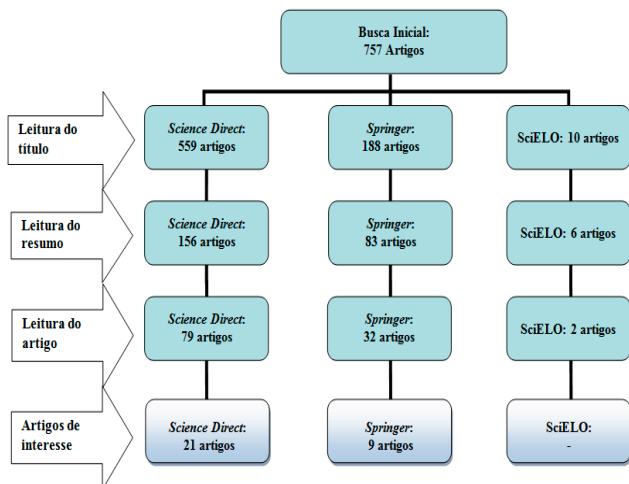 Busca Inicial:
757 Artigos
Leitura do
título
Science Direct:
559 artigos
Springer:
188 artigos
SciELO: 10 artigos
Leitura do
resumo
Science Direct:
156 artigos
Springer:
83 artigos
SciELO: 6 artigos
Leitura do
artigo
Science Direct:
79 artigos
Springer:
32 artigos
SciELO: 2 artigos
Artigos de
interesse
Science Direct:
21 artigos
Springer:
9 artigos
SciELO:
-